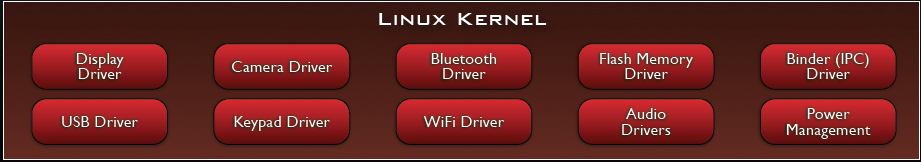 LINUX KERNEL
Display
Driver
Camera Driver
Bluetooth
Driver
Flash Memory
Driver
Binder (IPC)
Driver
USB Driver
Keypad Driver
WiFi Driver
Audio
Drivers
Power
Management